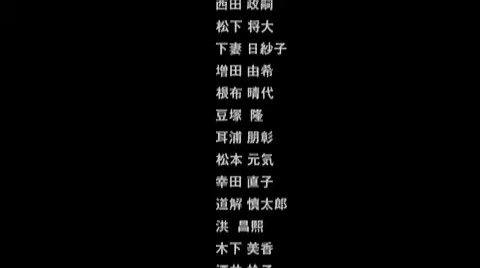 西田 政嗣
松下 将大
下妻 日紗子
増田 由希
根布 晴代
豆塚 隆
耳浦 朋彰
松本 元気
幸田 直子
道解 慎太郎
洪 昌熙
木下 美香